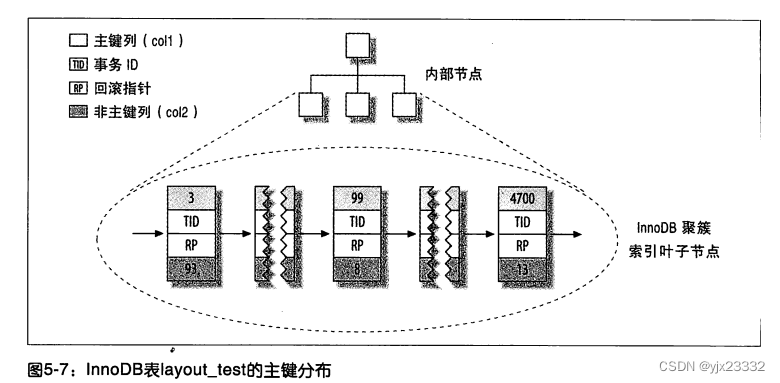 主键列（col1）
TID 事务 ID
RP 回滚指针
非主键列（col2）
内部节点
3
99
4700
TID
TID
TID
RP
RP
RP
93
8
13
InnoDB 聚簇
索引叶子节点
图5-7：InnoDB表layout_test的主键分布
CSDN @yjx23332